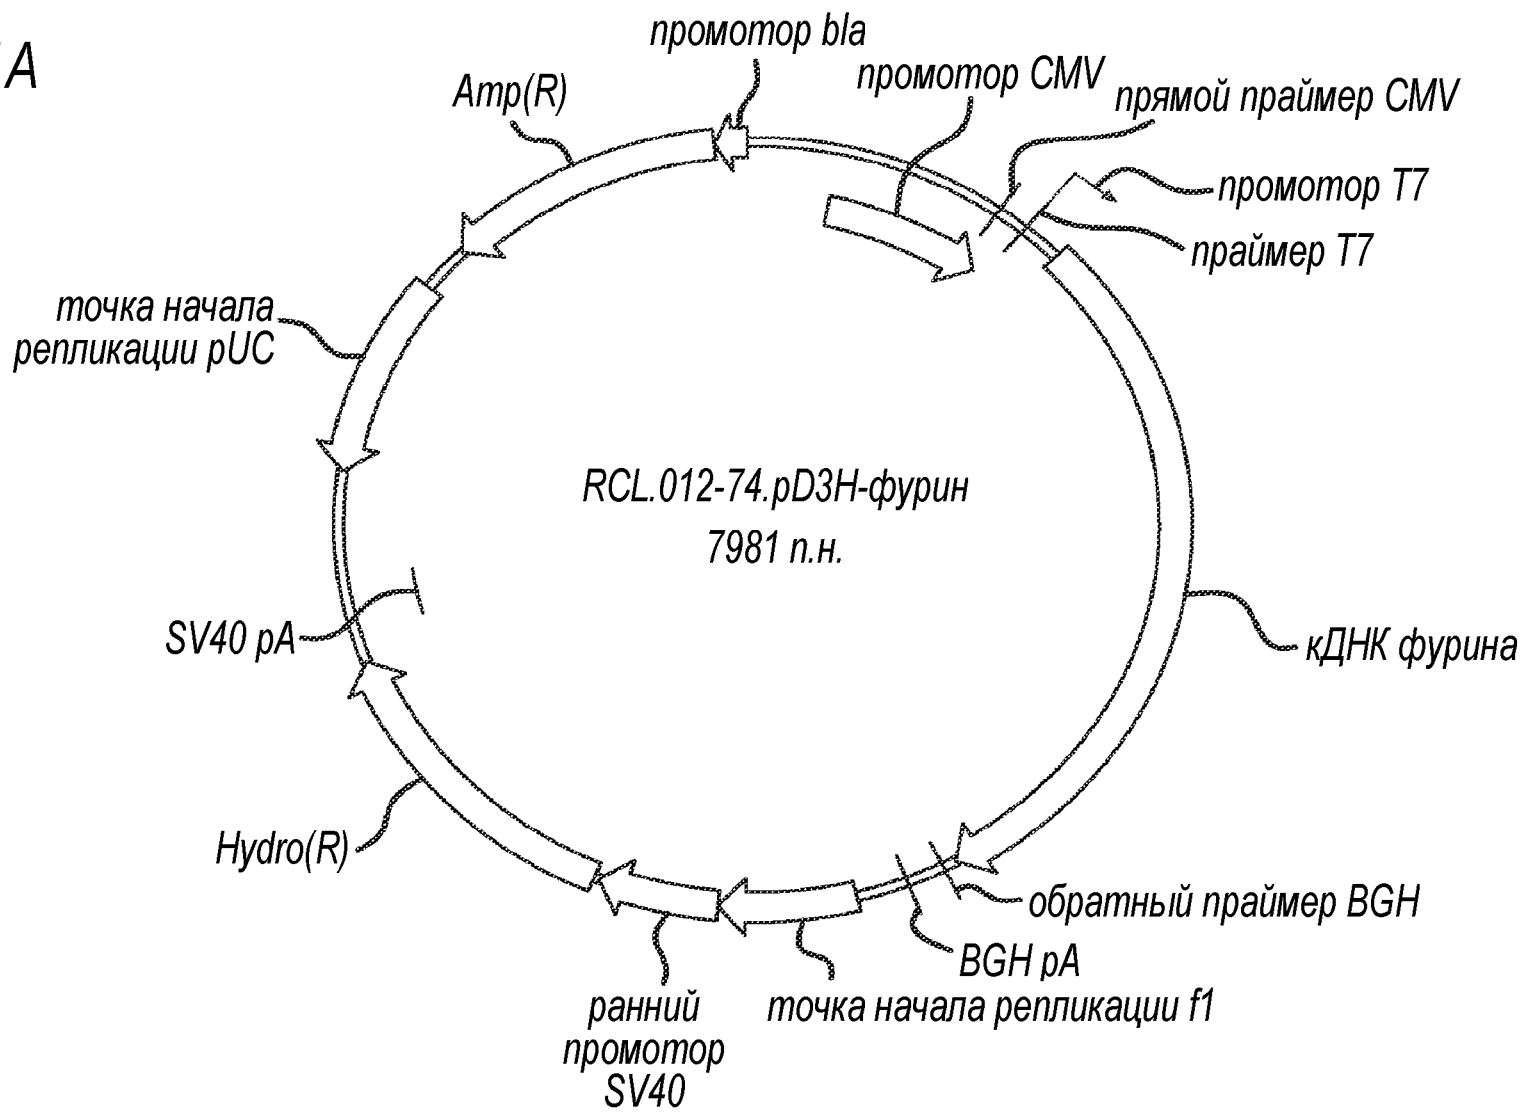 A
промотор bla
Amp(R)
промотор CMV
прямой праймер CMV
промотор T7
праймер T7
точка начала
репликации pUC
RCL.012-74.pD3H-фурин
7981 п.н.
SV40 pA
кДНК фурина
Hydro(R)
обратный праймер BGH
BGH pA
точка начала репликации f1
ранний
промотор
SV40